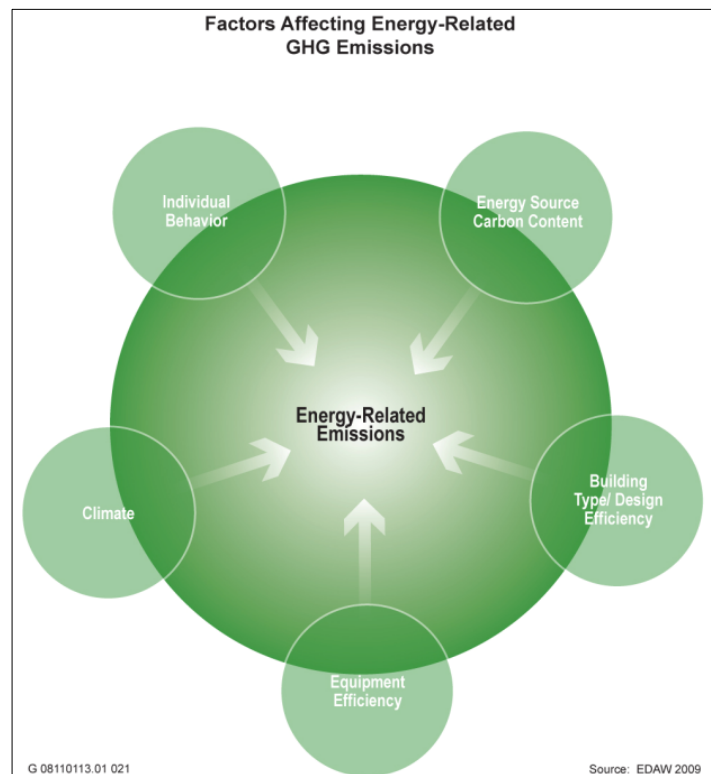 Factors Affecting Energy-Related
GHG Emissions
Individual
Behavior
Energy Source
Carbon Content
Energy-Related
Emissions
Building
Type/ Design
Efficiency
Climate
Equipment
Efficiency
G 08110113.01 021
Source: EDAW 2009